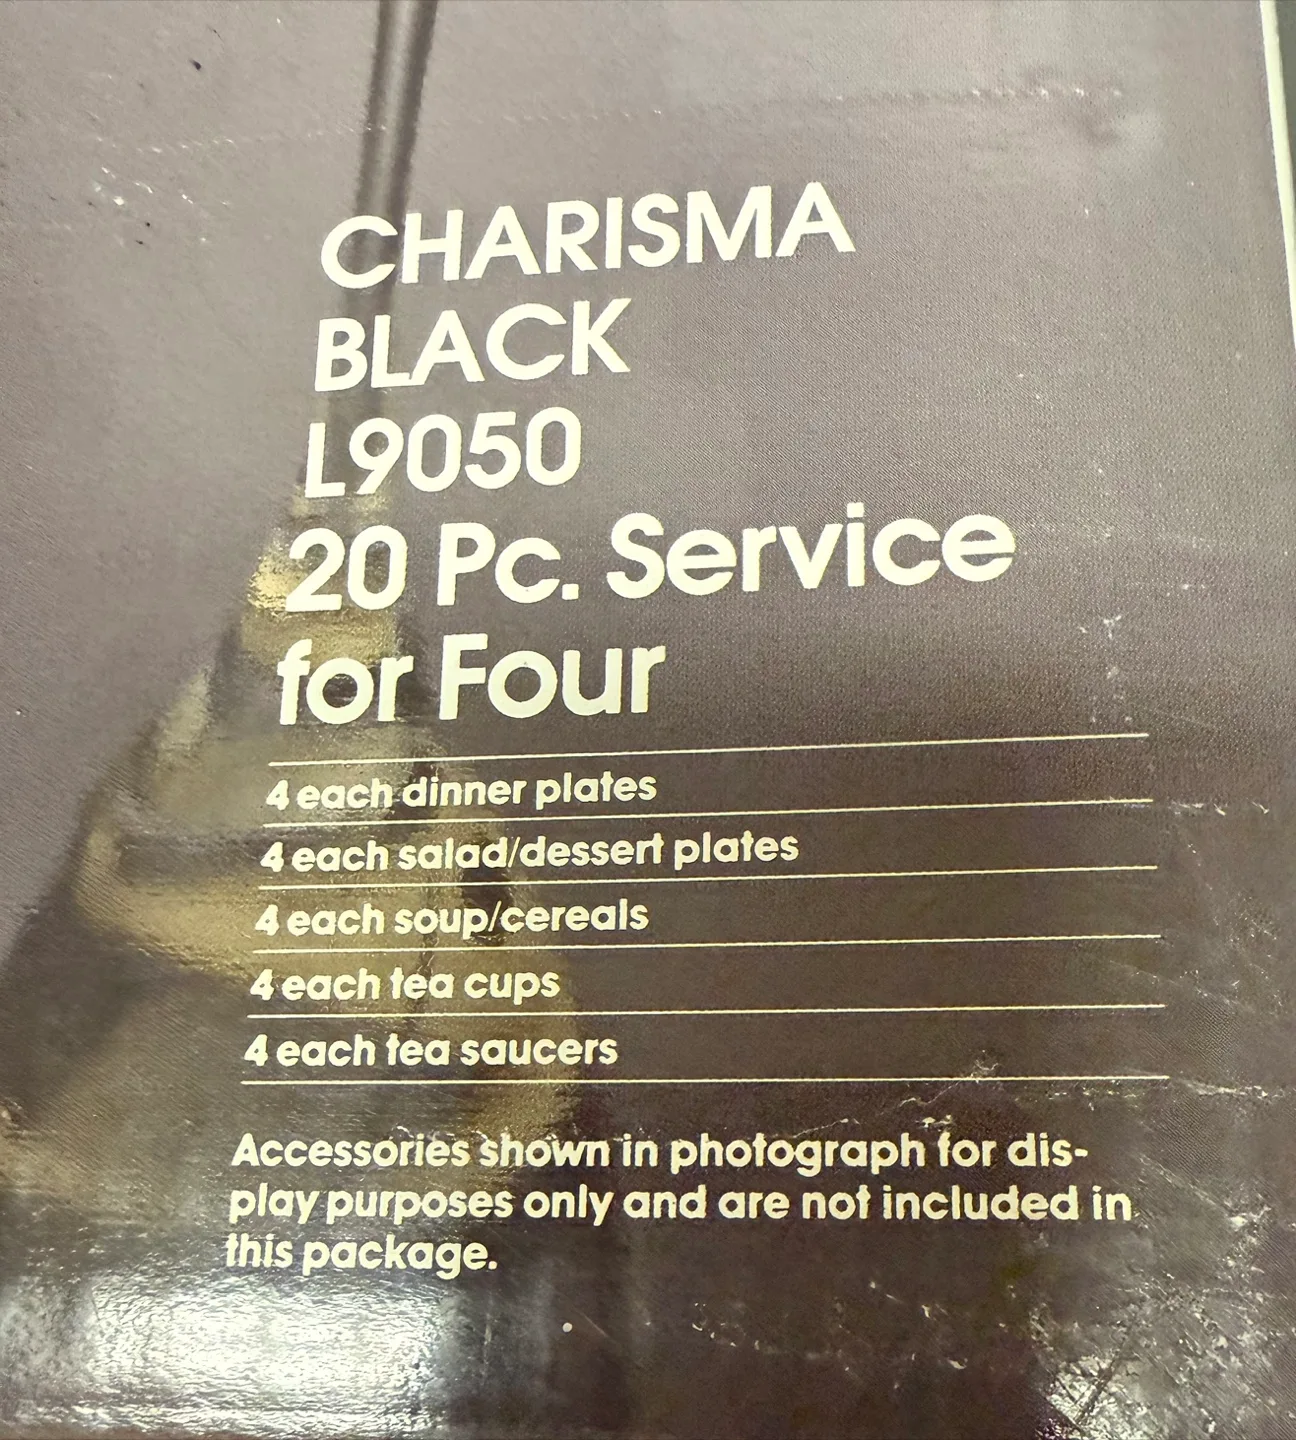 CHARISMA
BLACK
L9050
20 Pc. Service
for Four
4 each dinner plates
4 each salad/dessert plates
4 each soup/cereals
4 each tea cups
4 each tea saucers
Accessories shown in photograph for dis-
play purposes only and are not included in
this package.